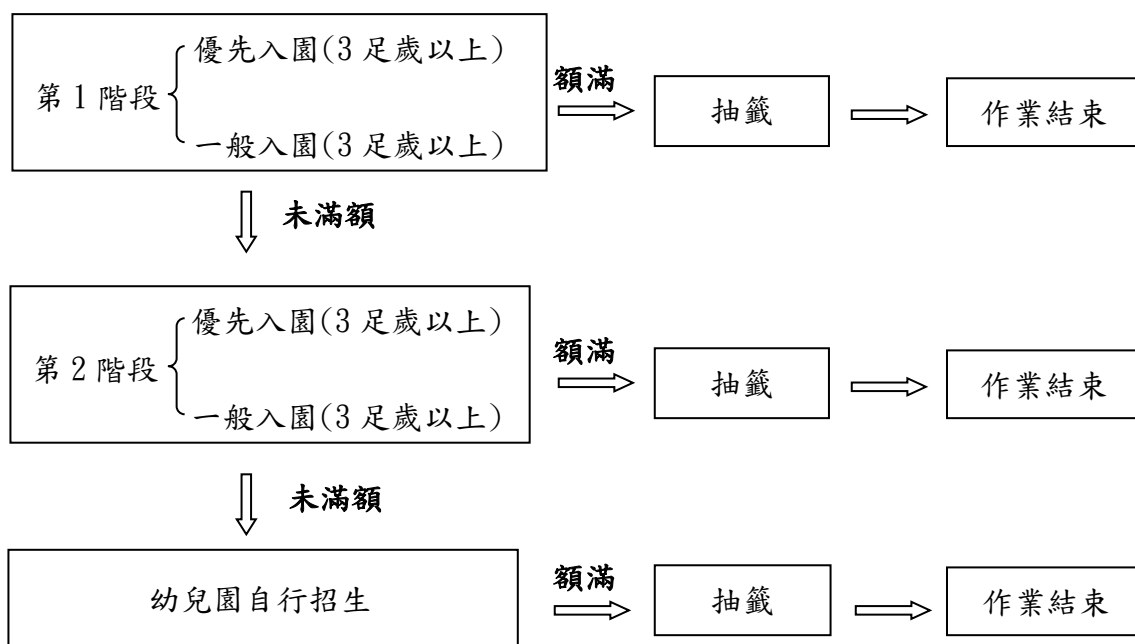 優先入園(3 足歲以上)
第 1 階段
一般入園(3 足歲以上)
額滿
抽籤
作業結束
未滿額
優先入園(3 足歲以上)
第 2 階段
一般入園(3 足歲以上)
額滿
抽籤
作業結束
未滿額
幼兒園自行招生
額滿
抽籤
作業結束